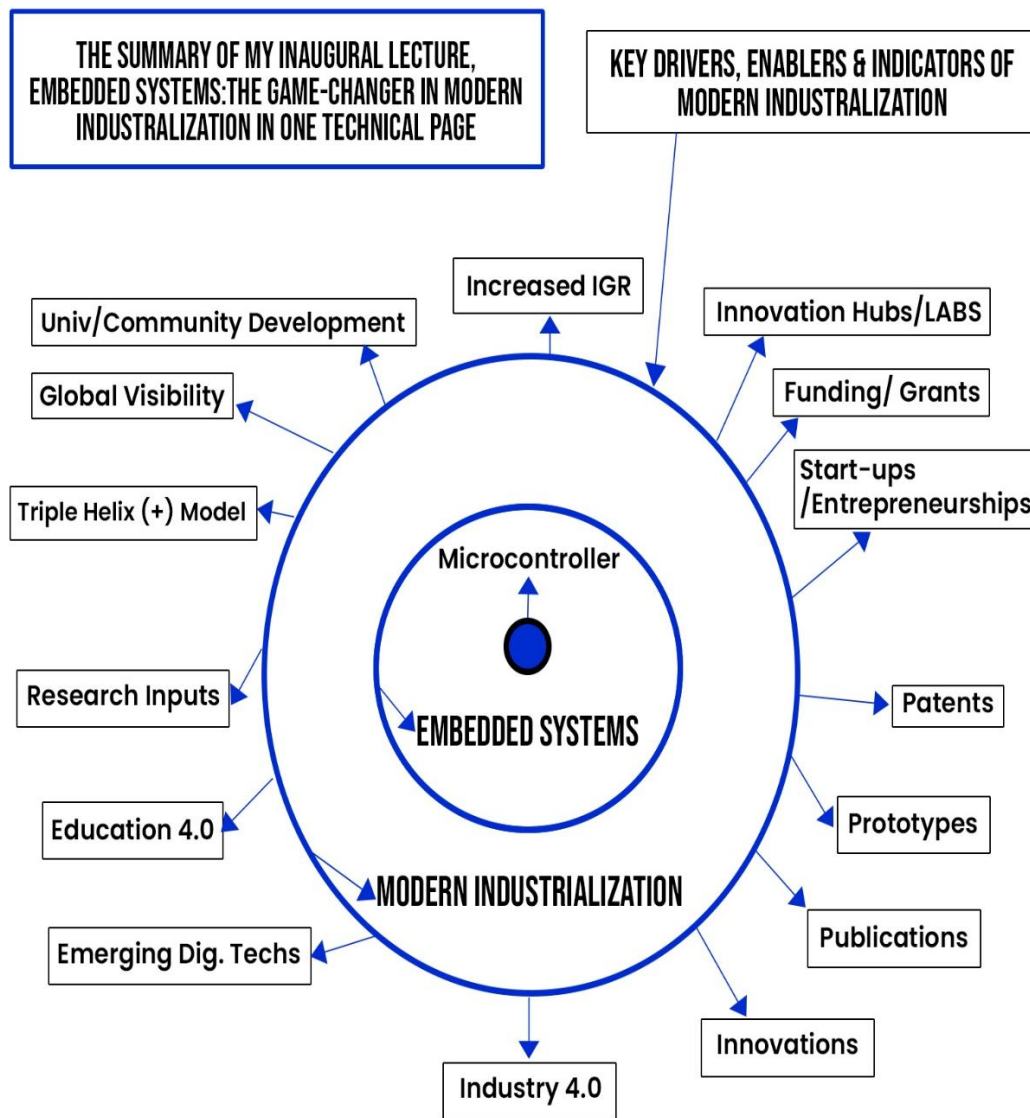 THE SUMMARY OF MY INAUGURAL LECTURE,
EMBEDDED SYSTEMS:THE GAME-CHANGER IN MODERN
INDUSTRALIZATION IN ONE TECHNICAL PAGE
KEY DRIVERS, ENABLERS & INDICATORS OF
MODERN INDUSTRALIZATION
Increased IGR
Univ/Community Development
Innovation Hubs/LABS
Global Visibility
Funding/ Grants
Start-ups
/Entrepreneurships
Triple Helix (+) Model
Microcontroller
Research Inputs
Patents
EMBEDDED SYSTEMS
Education 4.0
Prototypes
MODERN INDUSTRIALIZATION
Emerging Dig. Techs
Publications
Innovations
Industry 4.0